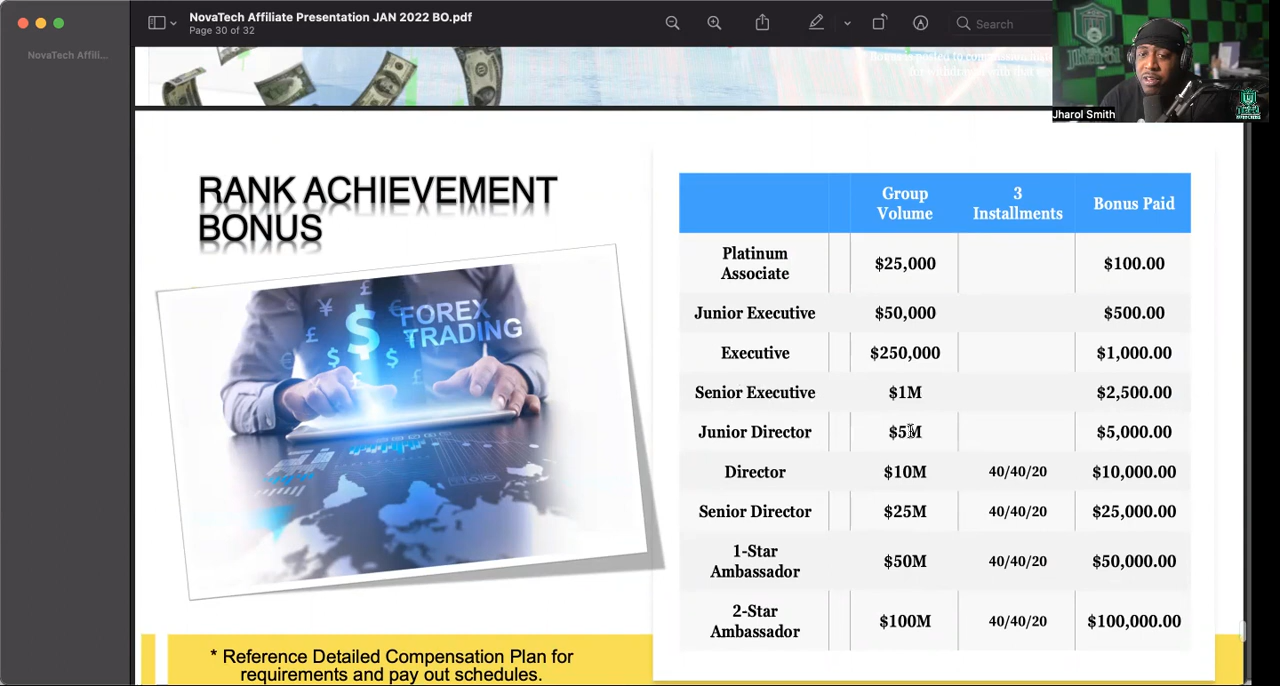 NovaTech Affiliate Presentation JAN 2022 BO.pdf
Page 30 of 32
Search
NovaTech Affili...
Jharol Smith
RANK ACHIEVEMENT
BONUS
FOREX
TRADING
Group
Volume
3
Installments
Bonus Paid
Platinum
Associate
$25,000
$100.00
Junior Executive
$50,000
$500.00
Executive
$250,000
$1,000.00
Senior Executive
$1M
$2,500.00
Junior Director
$5M
$5,000.00
Director
$10M
40/40/20
$10,000.00
Senior Director
$25M
40/40/20
$25,000.00
1-Star
Ambassador
$50M
40/40/20
$50,000.00
2-Star
Ambassador
$100M
40/40/20
$100,000.00
* Reference Detailed Compensation Plan for
requirements and pay out schedules.